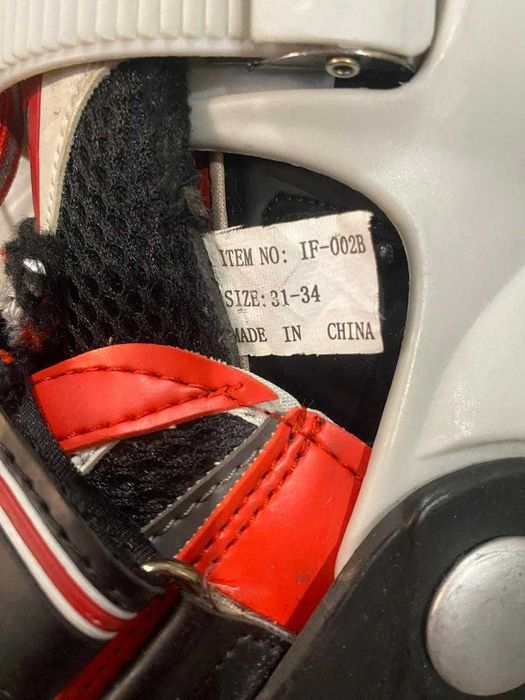 ITEM NO: IF-002B
SIZE: 31-34
MADE IN CHINA